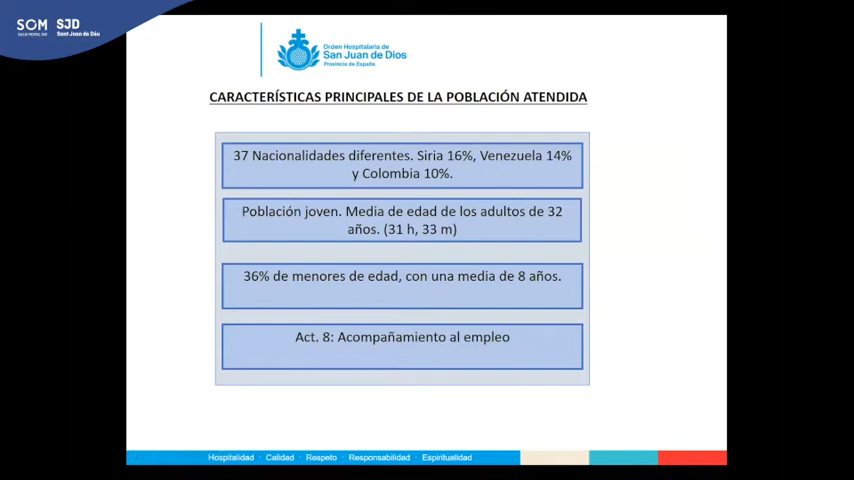 SOM
SALUD MENTAL 360
SJD
Sant Joan de Déu
Orden Hospitalaria de
San Juan de Dios
Provincia de España
CARACTERÍSTICAS PRINCIPALES DE LA POBLACIÓN ATENDIDA
37 Nacionalidades diferentes. Siria 16%, Venezuela 14%
y Colombia 10%.
Población joven. Media de edad de los adultos de 32
años. (31 h, 33 m)
36% de menores de edad, con una media de 8 años.
Act. 8: Acompañamiento al empleo
Hospitalidad · Calidad · Respeto · Responsabilidad · Espiritualidad